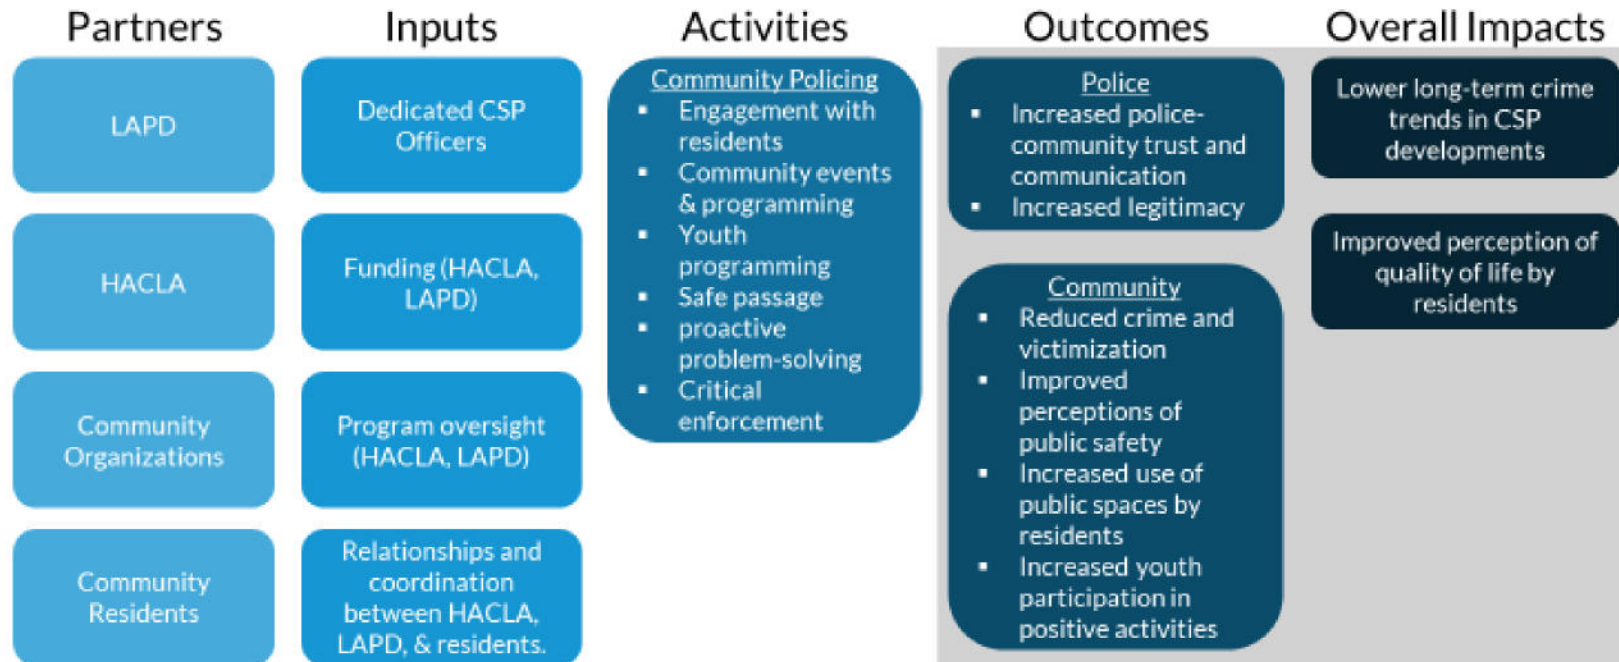 Partners
LAPD
HACLA
Community
Organizations
Community
Residents
Inputs
Dedicated CSP
Officers
Funding (HACLA,
LAPD)
Program oversight
(HACLA, LAPD)
Relationships and
coordination
between HACLA,
LAPD, & residents.
Activities
Community Policing
▪ Engagement with
residents
▪ Community events
& programming
▪ Youth
programming
▪ Safe passage
▪ proactive
problem-solving
▪ Critical
enforcement
Outcomes
Police
▪ Increased police-
community trust and
communication
▪ Increased legitimacy
Community
▪ Reduced crime and
victimization
▪ Improved
perceptions of
public safety
▪ Increased use of
public spaces by
residents
▪ Increased youth
participation in
positive activities
Overall Impacts
Lower long-term crime
trends in CSP
developments
Improved perception of
quality of life by
residents